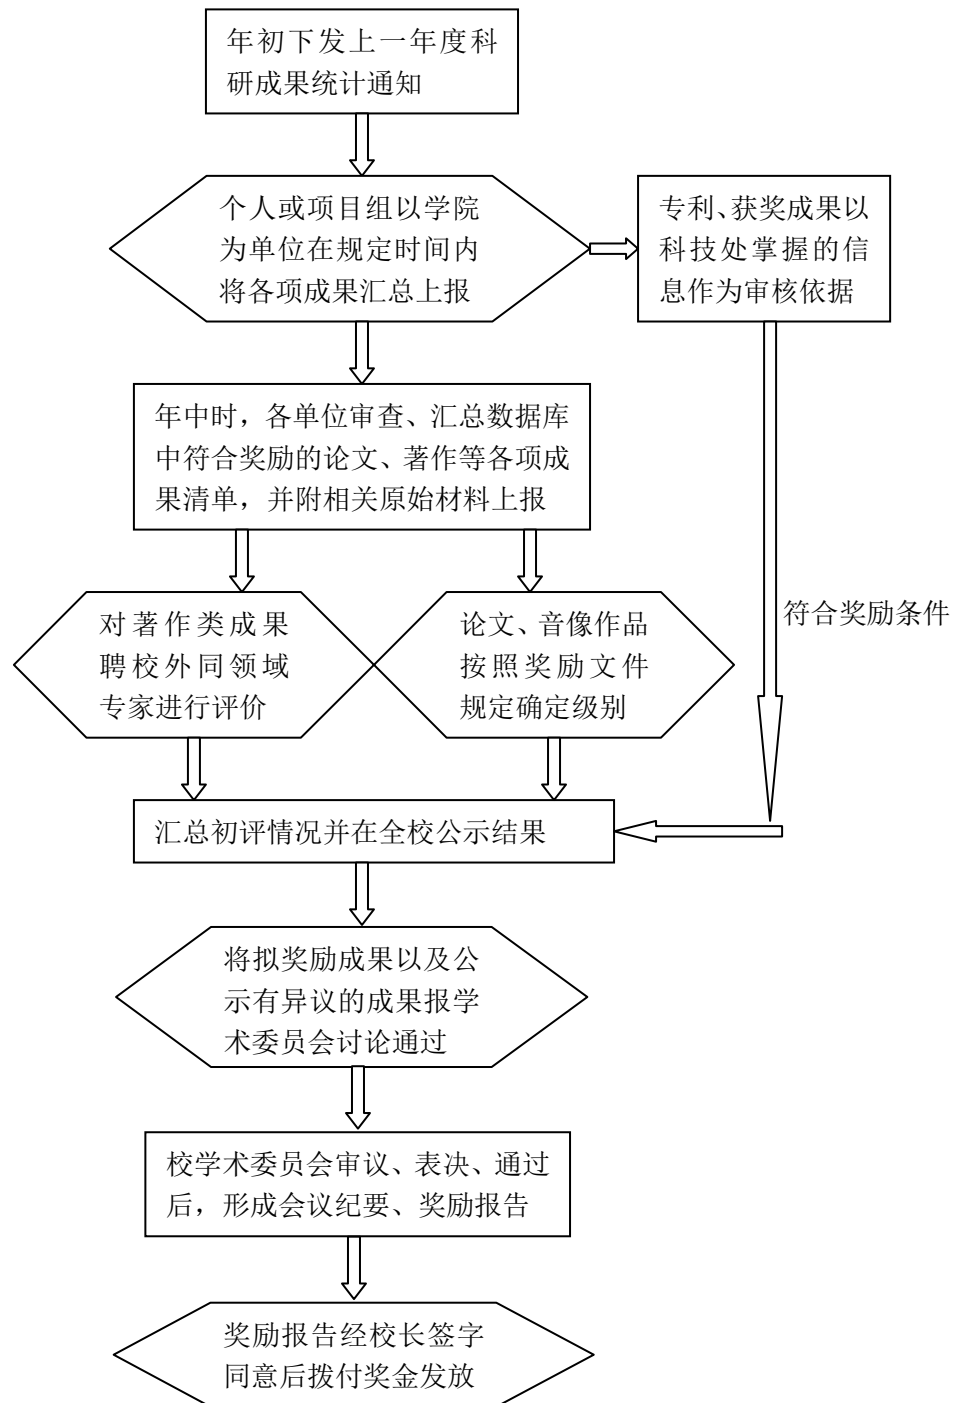 年初下发上一年度科
研成果统计通知
个人或项目组以学院
为单位在规定时间内
将各项成果汇总上报
专利、获奖成果以
科技处掌握的信
息作为审核依据
年中时，各单位审查、汇总数据库
中符合奖励的论文、著作等各项成
果清单，并附相关原始材料上报
对著作类成果
聘校外同领域
专家进行评价
论文、音像作品
按照奖励文件
规定确定级别
符合奖励条件
汇总初评情况并在全校公示结果
将拟奖励成果以及公
示有异议的成果报学
术委员会讨论通过
校学术委员会审议、表决、通过
后，形成会议纪要、奖励报告
奖励报告经校长签字
同意后拨付奖金发放